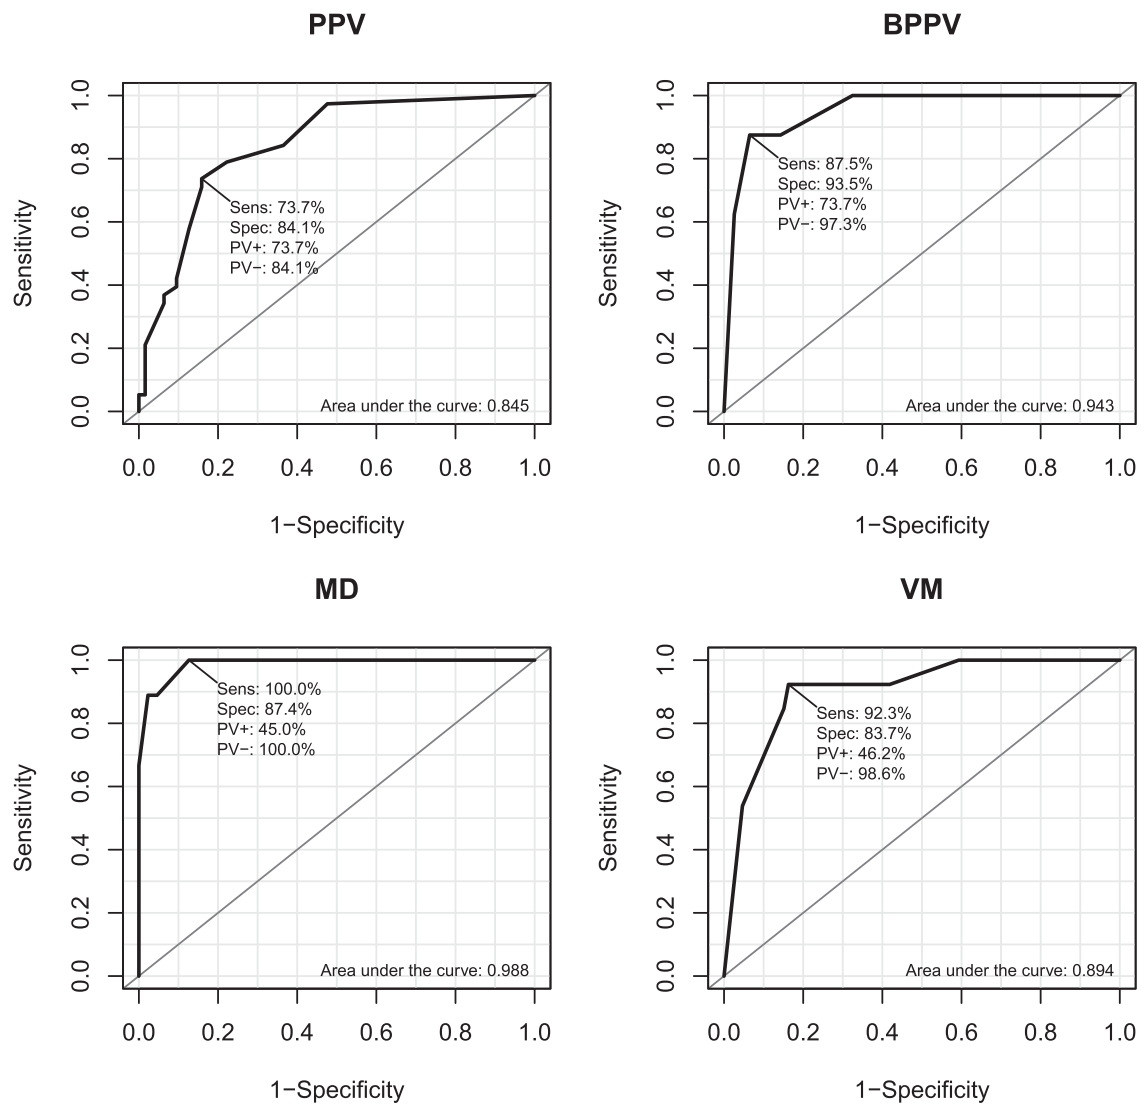 PPV
1.0
0.8
0.6
0.4
0.2
0.0
Sensitivity
Sens: 73.7%
Spec: 84.1%
PV+: 73.7%
PV−: 84.1%
Area under the curve: 0.845
0.0 0.2 0.4 0.6 0.8 1.0
1−Specificity
BPPV
1.0
0.8
0.6
0.4
0.2
0.0
Sensitivity
Sens: 87.5%
Spec: 93.5%
PV+: 73.7%
PV−: 97.3%
Area under the curve: 0.943
0.0 0.2 0.4 0.6 0.8 1.0
1−Specificity
MD
1.0
0.8
0.6
0.4
0.2
0.0
Sensitivity
Sens: 100.0%
Spec: 87.4%
PV+: 45.0%
PV−: 100.0%
Area under the curve: 0.988
0.0 0.2 0.4 0.6 0.8 1.0
1−Specificity
VM
1.0
0.8
0.6
0.4
0.2
0.0
Sensitivity
Sens: 92.3%
Spec: 83.7%
PV+: 46.2%
PV−: 98.6%
Area under the curve: 0.894
0.0 0.2 0.4 0.6 0.8 1.0
1−Specificity